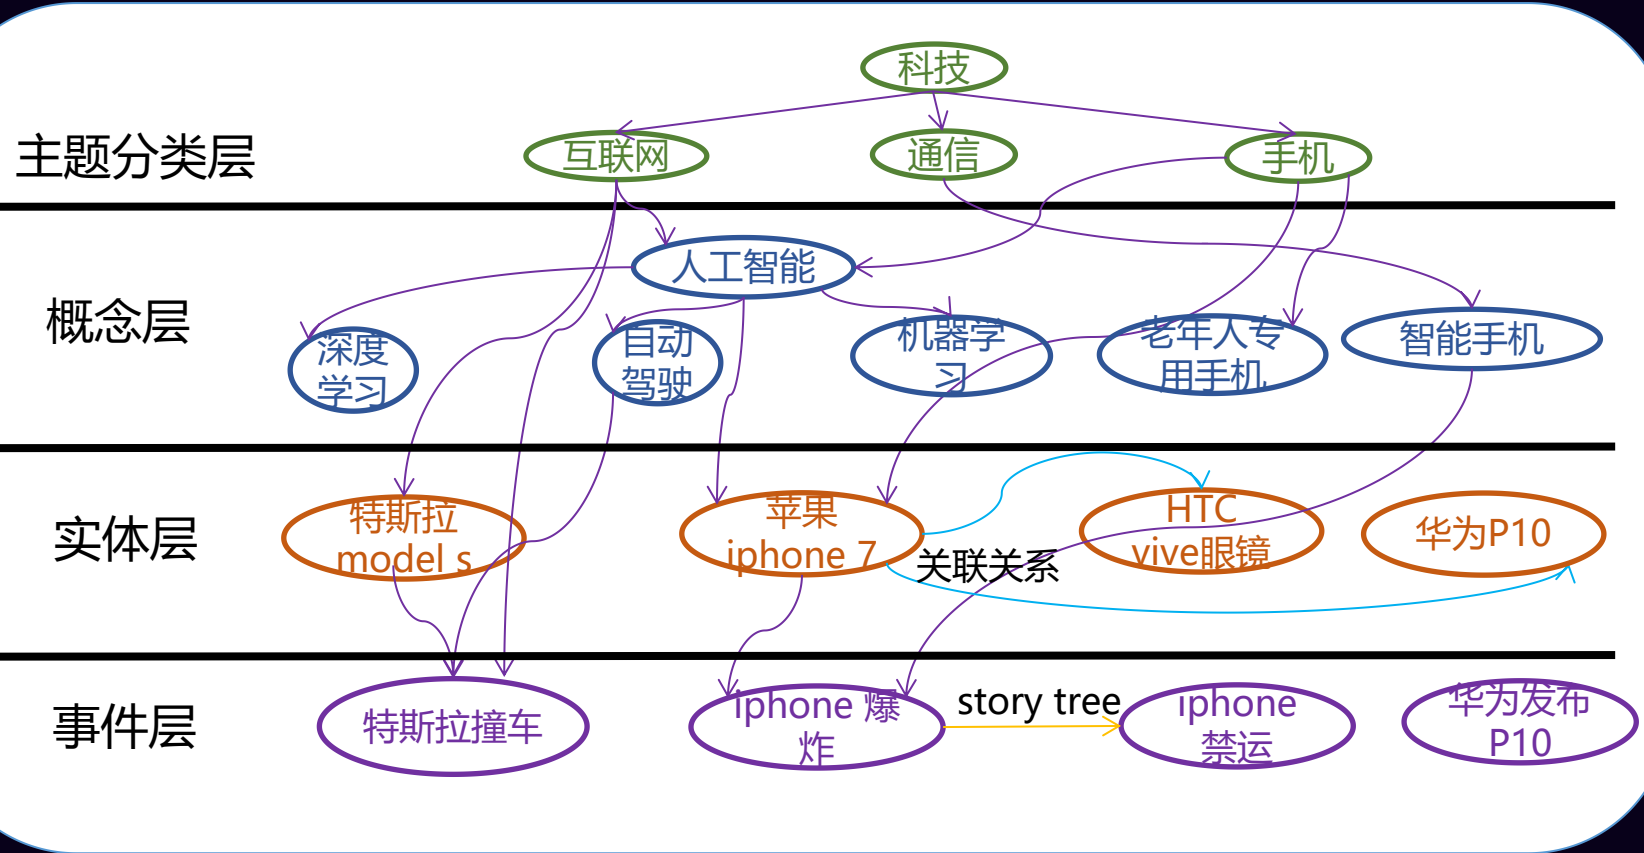 科技
主题分类层
互联网
通信
手机
概念层
人工智能
深度
学习
自动
驾驶
机器学
习
老年人专
用手机
智能手机
实体层
特斯拉
model s
苹果
iphone 7
关联关系
HTC
vive眼镜
华为P10
事件层
特斯拉撞车
iphone 爆
炸
story tree
iphone
禁运
华为发布
P10